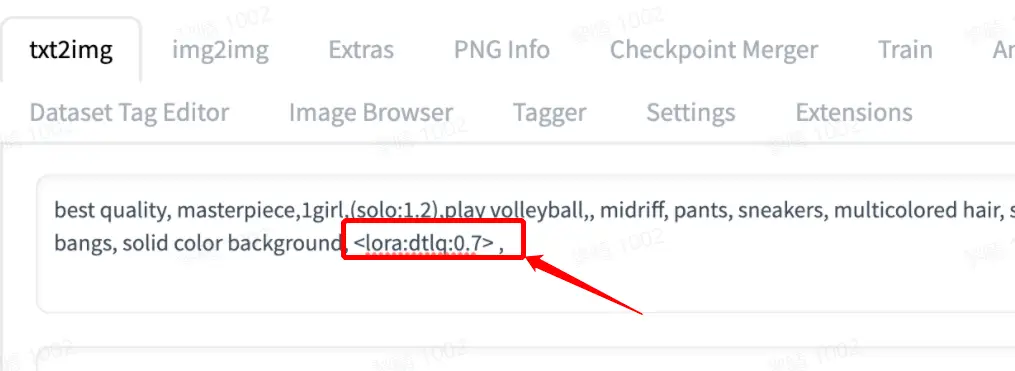 txt2img img2img Extras PNG Info Checkpoint Merger Train
Dataset Tag Editor Image Browser Tagger Settings Extensions
best quality, masterpiece,1girl,(solo:1.2),play volleyball,, midriff, pants, sneakers, multicolored hair, s
bangs, solid color background, <lora:dtlq:0.7> ,